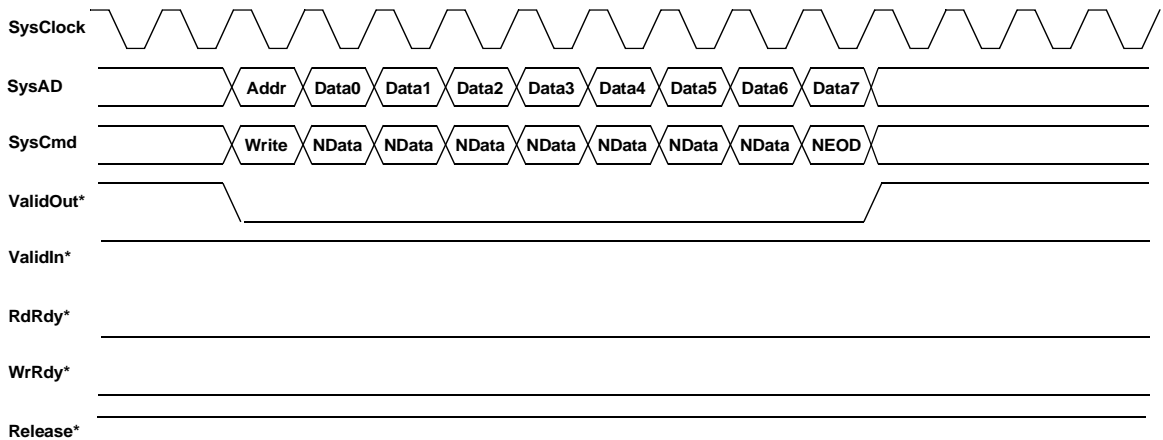 SysClock
SysAD Addr Data0 Data1 Data2 Data3 Data4 Data5 Data6 Data7
SysCmd Write NData NData NData NData NData NData NData NEOD
ValidOut*
ValidIn*
RdRdy*
WrRdy*
Release*